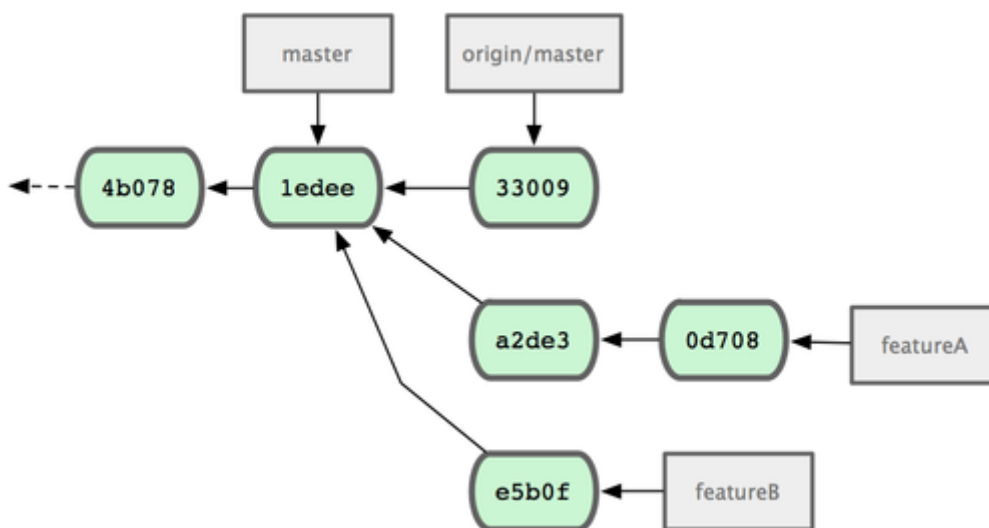 master
origin/master
4b078
1edee
33009
a2de3
0d708
featureA
e5b0f
featureB